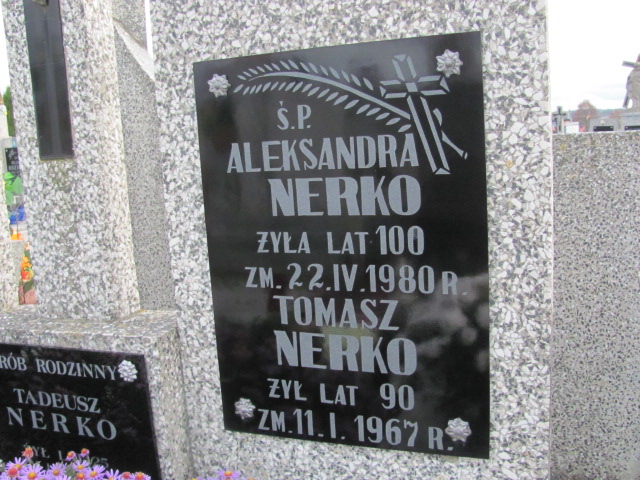 Ś.P.
ALEKSANDRA
NERKO
ŻYŁA LAT 100
ZM. 22.IV.1980 R.
TOMASZ
NERKO
ŻYŁ LAT 90
ZM. 11.I.1967 R.
RÓB RODZINNY
TADEUSZ
NERKO